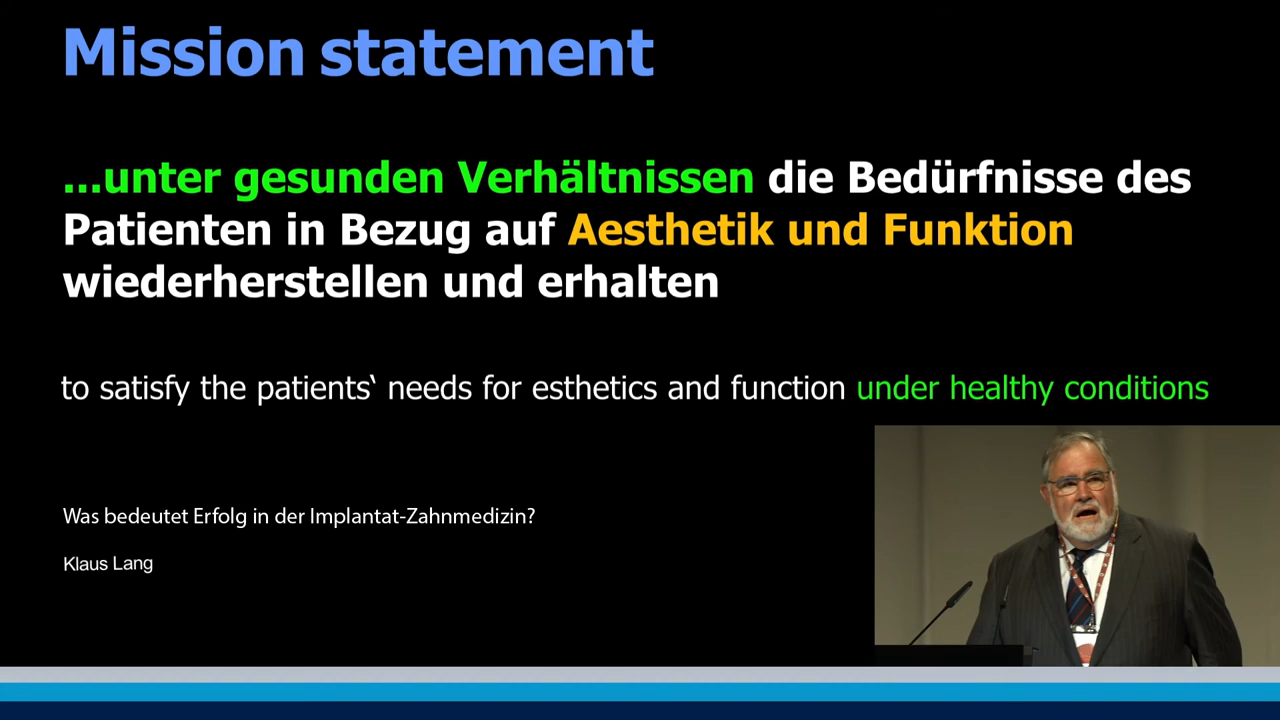 Mission statement
...unter gesunden Verhältnissen die Bedürfnisse des
Patienten in Bezug auf Aesthetik und Funktion
wiederherstellen und erhalten
to satisfy the patients‘ needs for esthetics and function under healthy conditions
Was bedeutet Erfolg in der Implantat-Zahnmedizin?
Klaus Lang